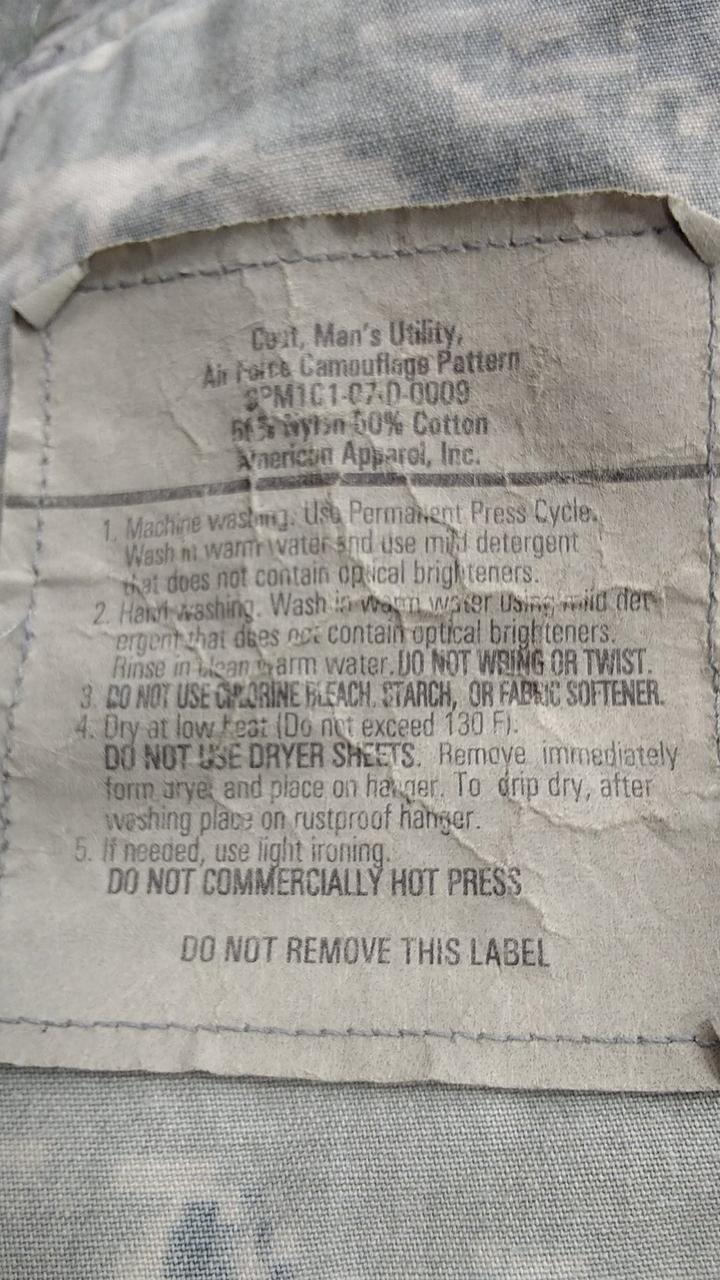 Coat, Man's Utility,
Air Force Camouflage Pattern
SPM1C1-07-D-0009
50% Nylon 50% Cotton
American Apparel, Inc.
1. Machine washing. Use Permanent Press Cycle.
Wash in warm water and use mild detergent
that does not contain optical brighteners.
2. Hand washing. Wash in warm water using mild det-
ergent that does not contain optical brighteners.
Rinse in clean warm water. DO NOT WRING OR TWIST.
3. DO NOT USE CHLORINE BLEACH, STARCH, OR FABRIC SOFTENER.
4. Dry at low heat (Do not exceed 130 F).
DO NOT USE DRYER SHEETS. Remove immediately
form dryer and place on hanger. To drip dry, after
washing place on rustproof hanger.
5. If needed, use light ironing.
DO NOT COMMERCIALLY HOT PRESS
DO NOT REMOVE THIS LABEL